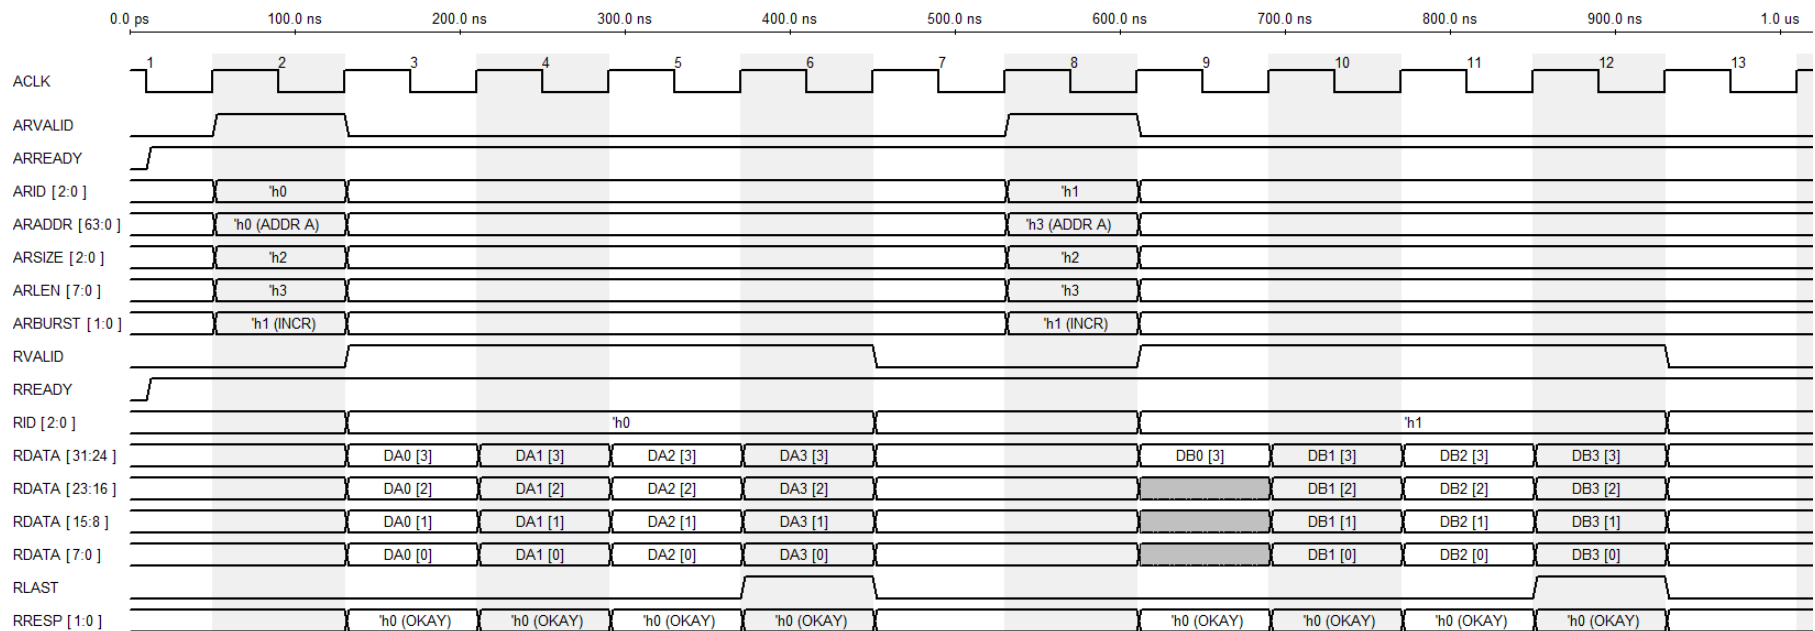 0.0 ps 100.0 ns 200.0 ns 300.0 ns 400.0 ns 500.0 ns 600.0 ns 700.0 ns 800.0 ns 900.0 ns 1.0 us
ACLK 1 2 3 4 5 6 7 8 9 10 11 12 13
ARVALID
ARREADY
ARID [2:0 ] 'h0 'h1
ARADDR [63:0 ] 'h0 (ADDR A) 'h3 (ADDR A)
ARSIZE [2:0 ] 'h2 'h2
ARLEN [7:0 ] 'h3 'h3
ARBURST [1:0 ] 'h1 (INCR) 'h1 (INCR)
RVALID
RREADY
RID [2:0 ] 'h0 'h1
RDATA [31:24 ] DA0 [3] DA1 [3] DA2 [3] DA3 [3] DB0 [3] DB1 [3] DB2 [3] DB3 [3]
RDATA [23:16 ] DA0 [2] DA1 [2] DA2 [2] DA3 [2] DB1 [2] DB2 [2] DB3 [2]
RDATA [15:8 ] DA0 [1] DA1 [1] DA2 [1] DA3 [1] DB1 [1] DB2 [1] DB3 [1]
RDATA [7:0 ] DA0 [0] DA1 [0] DA2 [0] DA3 [0] DB1 [0] DB2 [0] DB3 [0]
RLAST
RRESP [1:0 ] 'h0 (OKAY) 'h0 (OKAY) 'h0 (OKAY) 'h0 (OKAY) 'h0 (OKAY) 'h0 (OKAY) 'h0 (OKAY) 'h0 (OKAY)